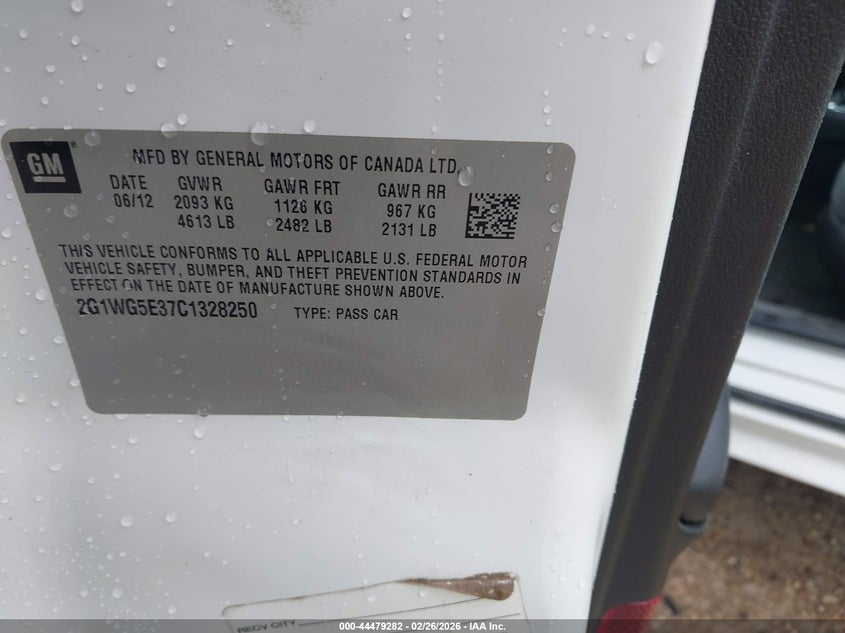 GM
MFD BY GENERAL MOTORS OF CANADA LTD.
DATE GVWR GAWR FRT GAWR RR
06/12 2093 KG 1126 KG 967 KG
4613 LB 2482 LB 2131 LB
THIS VEHICLE CONFORMS TO ALL APPLICABLE U.S. FEDERAL MOTOR
VEHICLE SAFETY, BUMPER, AND THEFT PREVENTION STANDARDS IN
EFFECT ON THE DATE OF MANUFACTURE SHOWN ABOVE.
2G1WG5E37C1328250 TYPE: PASS CAR
RECV CITY
000-44479282 - 02/26/2026 - IAA Inc.